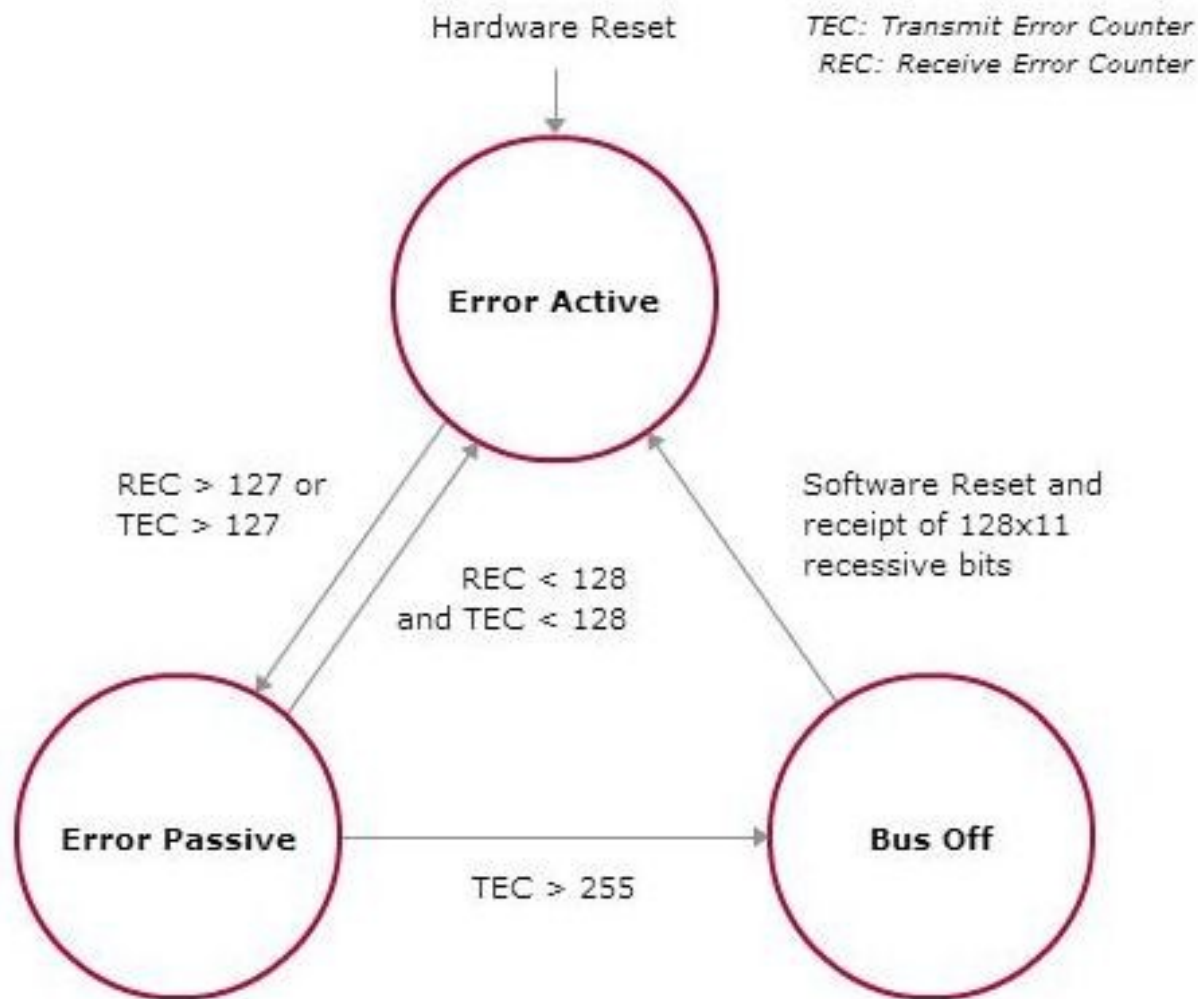 Hardware Reset
TEC: Transmit Error Counter
REC: Receive Error Counter
Error Active
REC > 127 or
TEC > 127
REC < 128
and TEC < 128
Software Reset and
receipt of 128x11
recessive bits
Error Passive
TEC > 255
Bus Off